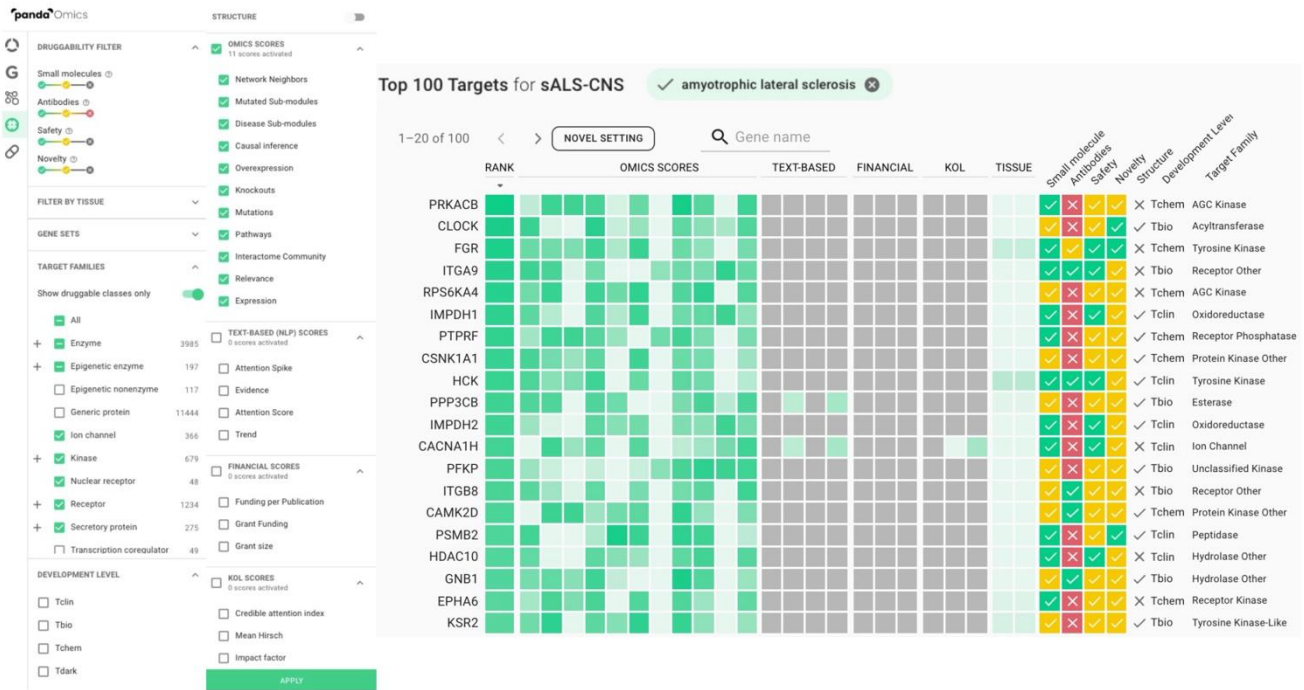 panda Omics
DRUGGABILITY FILTER
Small molecules
Antibodies
Safety
Novelty
FILTER BY TISSUE
GENE SETS
TARGET FAMILIES
Show druggable classes only
All
Enzyme 3985
Epigenetic enzyme 197
Epigenetic nonenzyme 117
Generic protein 11444
Ion channel 366
Kinase 679
Nuclear receptor 48
Receptor 1234
Secretory protein 275
Transcription coregulator 49
DEVELOPMENT LEVEL
Tclin
Tbio
Tchem
Tdark
STRUCTURE
OMICS SCORES
11 scores activated
Network Neighbors
Mutated Sub-modules
Disease Sub-modules
Causal inference
Overexpression
Knockouts
Mutations
Pathways
Interactome Community
Relevance
Expression
TEXT-BASED (NLP) SCORES
0 scores activated
Attention Spike
Evidence
Attention Score
Trend
FINANCIAL SCORES
0 scores activated
Funding per Publication
Grant Funding
Grant size
KOL SCORES
0 scores activated
Credible attention index
Mean Hirsch
Impact factor
APPLY
Top 100 Targets for sALS-CNS amyotrophic lateral sclerosis
1–20 of 100 NOVEL SETTING Gene name
RANK OMICS SCORES TEXT-BASED FINANCIAL KOL TISSUE Small molecule Antibodies Safety Novelty Structure Development Level Target Family
PRKACB Tchem AGC Kinase
CLOCK Tbio Acyltransferase
FGR Tchem Tyrosine Kinase
ITGA9 Tbio Receptor Other
RPS6KA4 Tchem AGC Kinase
IMPDH1 Tclin Oxidoreductase
PTPRF Tchem Receptor Phosphatase
CSNK1A1 Tchem Protein Kinase Other
HCK Tclin Tyrosine Kinase
PPP3CB Tbio Esterase
IMPDH2 Tclin Oxidoreductase
CACNA1H Tclin Ion Channel
PFKP Tbio Unclassified Kinase
ITGB8 Tbio Receptor Other
CAMK2D Tchem Protein Kinase Other
PSMB2 Tclin Peptidase
HDAC10 Tclin Hydrolase Other
GNB1 Tbio Hydrolase Other
EPHA6 Tchem Receptor Kinase
KSR2 Tbio Tyrosine Kinase-Like